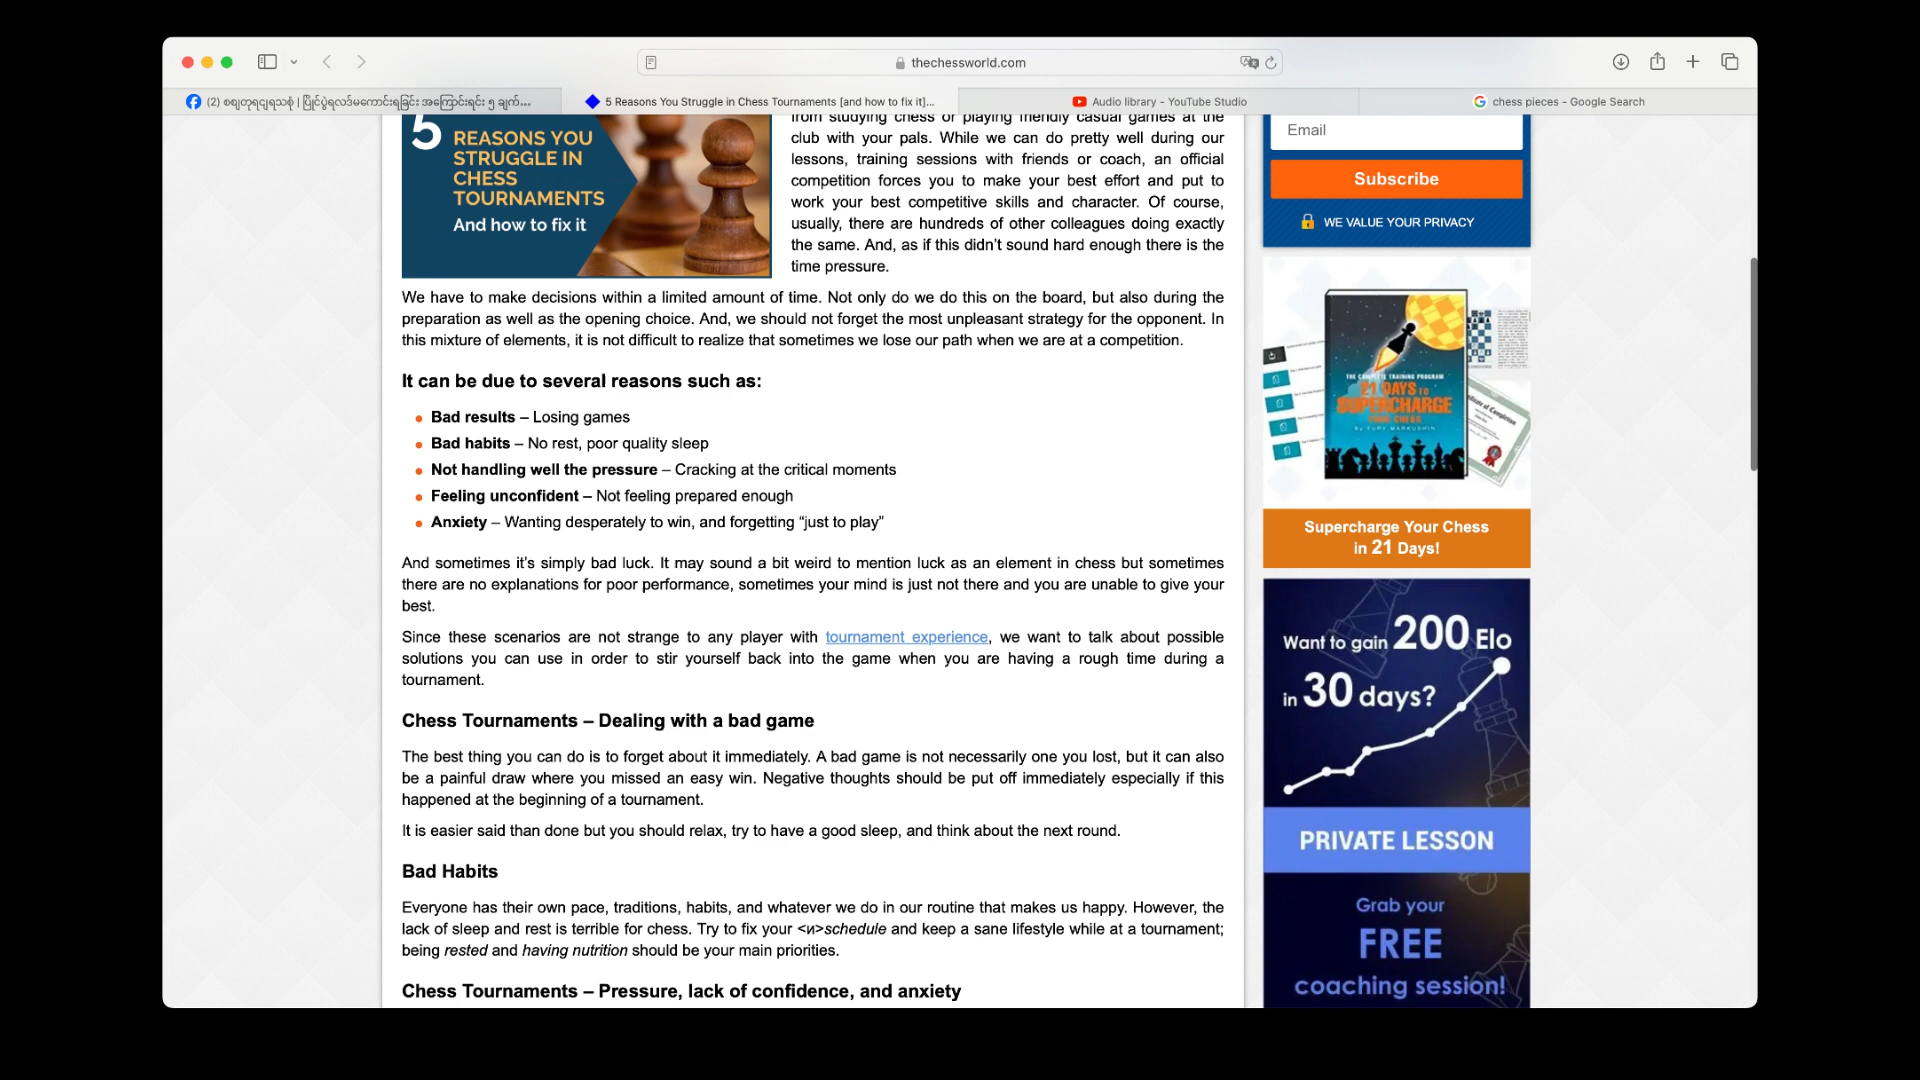 thechessworld.com
5 Reasons You Struggle in Chess Tournaments [and how to fix it]...
Audio library - YouTube Studio
chess pieces - Google Search
5
REASONS YOU
STRUGGLE IN
CHESS
TOURNAMENTS
And how to fix it
from studying chess or playing friendly casual games at the
club with your pals. While we can do pretty well during our
lessons, training sessions with friends or coach, an official
competition forces you to make your best effort and put to
work your best competitive skills and character. Of course,
usually, there are hundreds of other colleagues doing exactly
the same. And, as if this didn't sound hard enough there is the
time pressure.
We have to make decisions within a limited amount of time. Not only do we do this on the board, but also during the
preparation as well as the opening choice. And, we should not forget the most unpleasant strategy for the opponent. In
this mixture of elements, it is not difficult to realize that sometimes we lose our path when we are at a competition.
It can be due to several reasons such as:
Bad results – Losing games
Bad habits – No rest, poor quality sleep
Not handling well the pressure – Cracking at the critical moments
Feeling unconfident – Not feeling prepared enough
Anxiety – Wanting desperately to win, and forgetting “just to play”
And sometimes it’s simply bad luck. It may sound a bit weird to mention luck as an element in chess but sometimes
there are no explanations for poor performance, sometimes your mind is just not there and you are unable to give your
best.
Since these scenarios are not strange to any player with tournament experience, we want to talk about possible
solutions you can use in order to stir yourself back into the game when you are having a rough time during a
tournament.
Chess Tournaments – Dealing with a bad game
The best thing you can do is to forget about it immediately. A bad game is not necessarily one you lost, but it can also
be a painful draw where you missed an easy win. Negative thoughts should be put off immediately especially if this
happened at the beginning of a tournament.
It is easier said than done but you should relax, try to have a good sleep, and think about the next round.
Bad Habits
Everyone has their own pace, traditions, habits, and whatever we do in our routine that makes us happy. However, the
lack of sleep and rest is terrible for chess. Try to fix your <и>schedule and keep a sane lifestyle while at a tournament;
being rested and having nutrition should be your main priorities.
Chess Tournaments – Pressure, lack of confidence, and anxiety
Email
Subscribe
WE VALUE YOUR PRIVACY
THE COMPLETE TRAINING PROGRAM
21 DAYS TO
SUPERCHARGE
YOUR CHESS
BY YURY MARKUSHIN
Supercharge Your Chess
in 21 Days!
Want to gain 200 Elo
in 30 days?
PRIVATE LESSON
Grab your
FREE
coaching session!